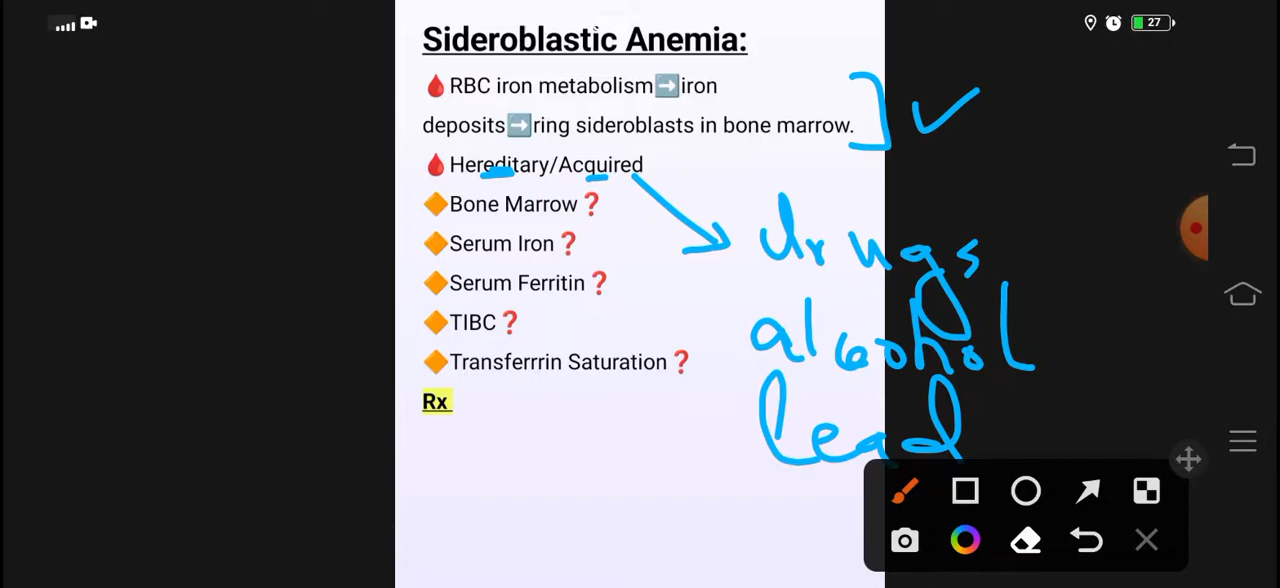 27
Sideroblastic Anemia:
🩸RBC iron metabolism➡️iron
deposits➡️ring sideroblasts in bone marrow.
🩸Hereditary/Acquired
🔶Bone Marrow❓
🔶Serum Iron❓
🔶Serum Ferritin❓
🔶TIBC❓
🔶Transferrrin Saturation❓
Rx
drugs
alcohol
lead